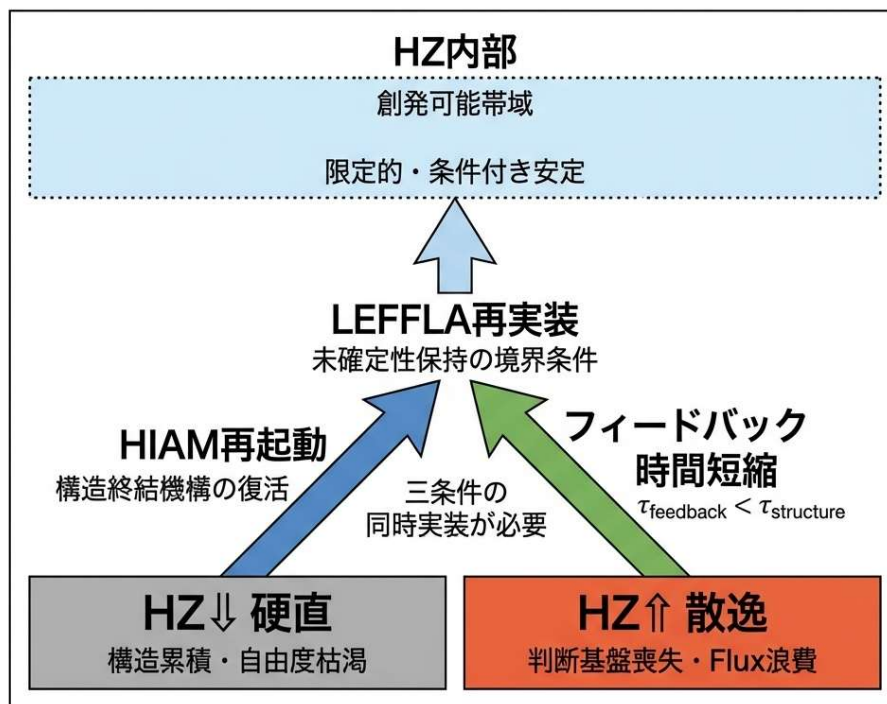 HZ内部
創発可能帯域
限定的・条件付き安定
LEFFLA再実装
未確定性保持の境界条件
HIAM再起動
構造終結機構の復活
三条件の
同時実装が必要
フィードバック
時間短縮
τfeedback < τstructure
HZ⇓ 硬直
構造累積・自由度枯渇
HZ⇑ 散逸
判断基盤喪失・Flux浪費